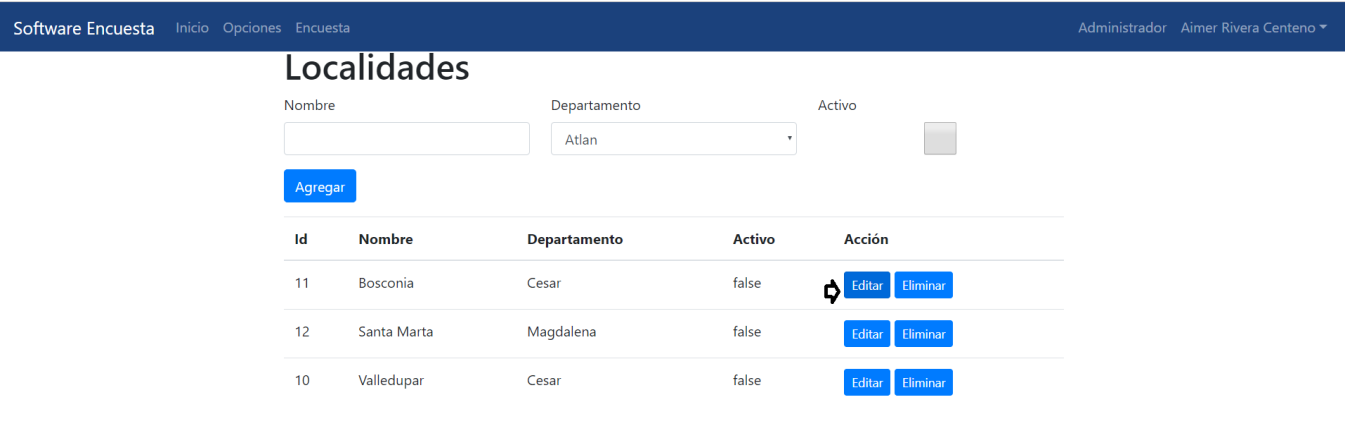 Software Encuesta Inicio Opciones Encuesta Administrador Aimer Rivera Centeno
Localidades
Nombre Departamento Activo
Atlan
Agregar
Id Nombre Departamento Activo Acción
11 Bosconia Cesar false Editar Eliminar
12 Santa Marta Magdalena false Editar Eliminar
10 Valledupar Cesar false Editar Eliminar